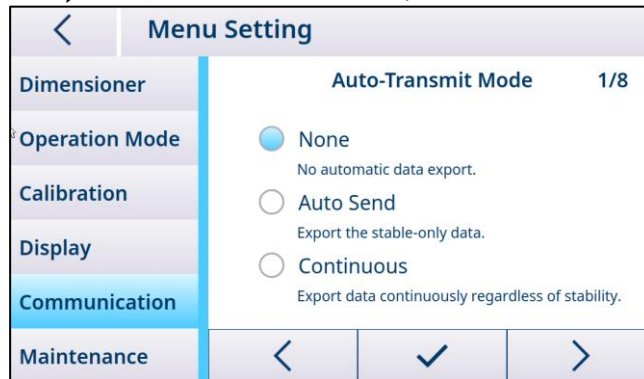 Menu Setting
Dimensioner
Operation Mode
Calibration
Display
Communication
Maintenance
Auto-Transmit Mode 1/8
None
No automatic data export.
Auto Send
Export the stable-only data.
Continuous
Export data continuously regardless of stability.